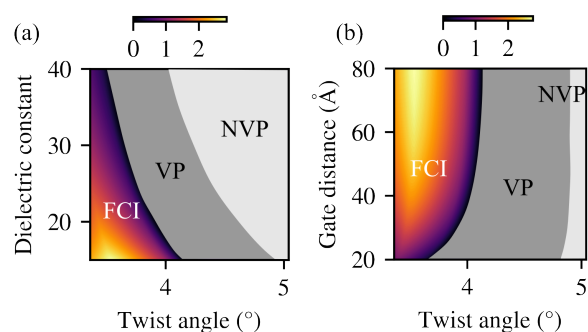 (a)
0 1 2
Dielectric constant
40
30
20
NVP
VP
FCI
4 5
Twist angle (°)
(b)
0 1 2
Gate distance (Å)
80
60
40
20
NVP
FCI
VP
4 5
Twist angle (°)